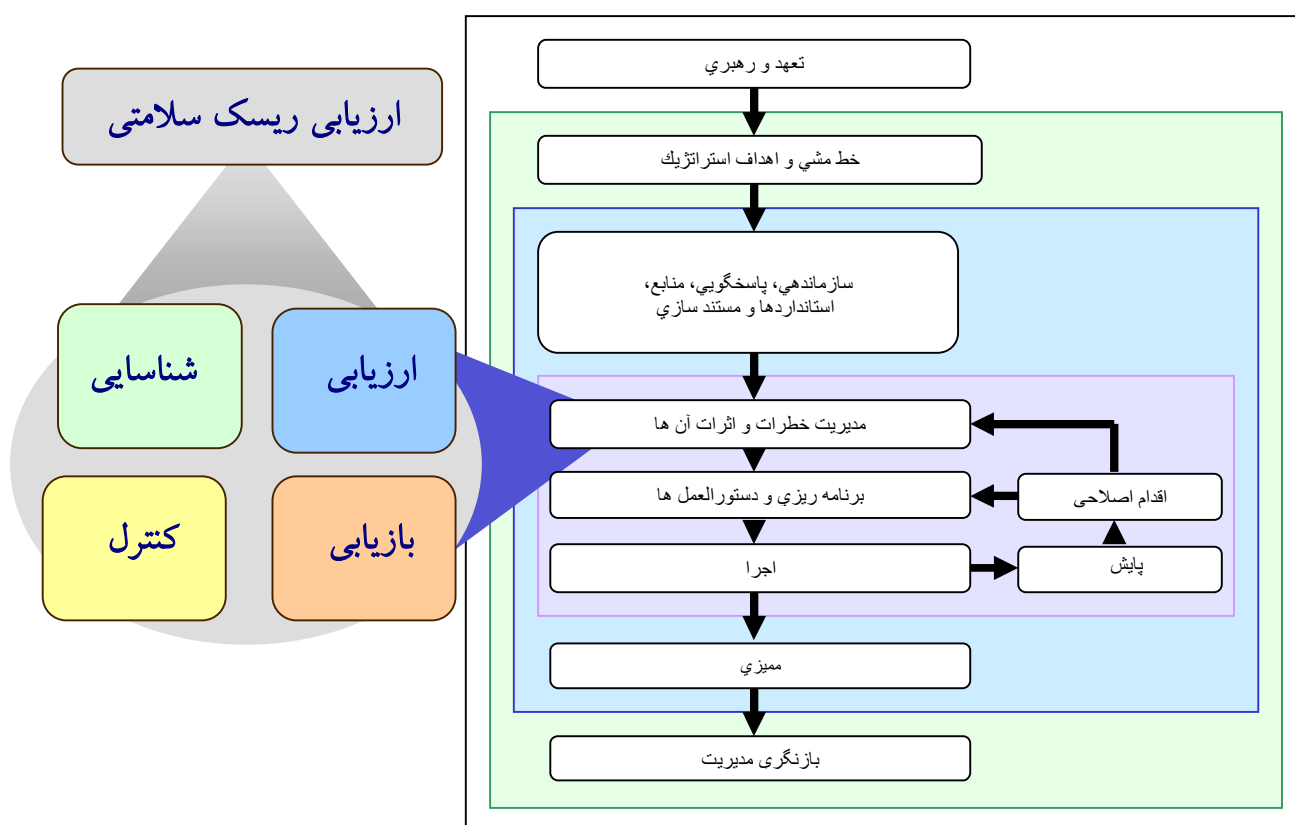 ارزیابی ریسک سلامتی
شناسایی
ارزیابی
کنترل
بازیابی
تعهد و رهبري
خط مشي و اهداف استراتژيك
سازماندهي، پاسخگويي، منابع،
استانداردها و مستند سازي
مديريت خطرات و اثرات آن ها
برنامه ريزي و دستورالعمل ها
اقدام اصلاحی
اجرا
پایش
مميزي
بازنگری مدیریت